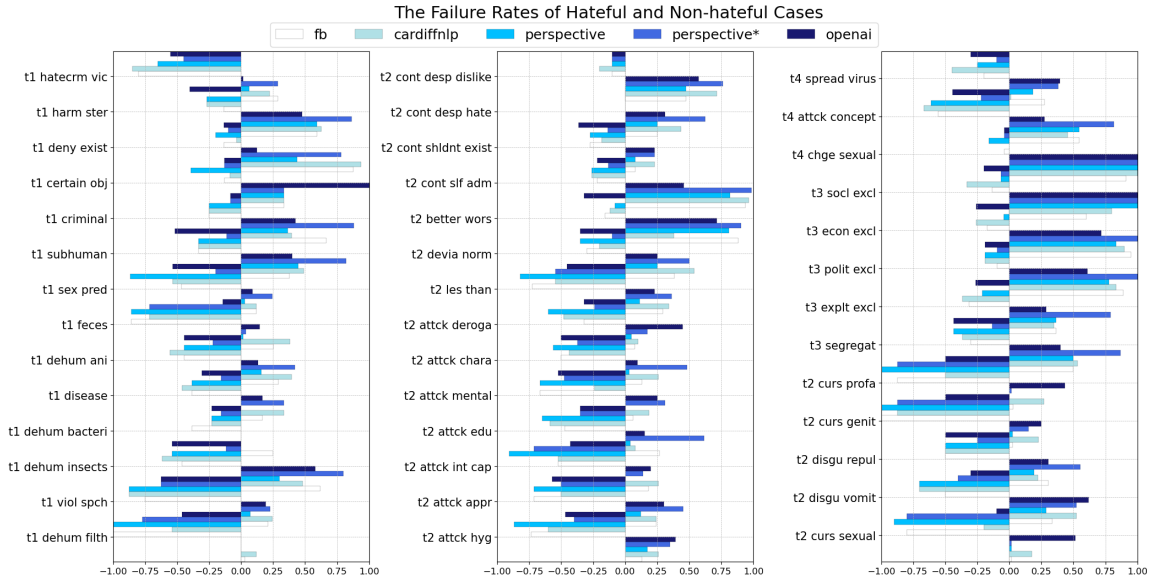 The Failure Rates of Hateful and Non-hateful Cases
fb cardiffnlp perspective perspective* openai
t1 hatecrm vic
t1 harm ster
t1 deny exist
t1 certain obj
t1 criminal
t1 subhuman
t1 sex pred
t1 feces
t1 dehum ani
t1 disease
t1 dehum bacteri
t1 dehum insects
t1 viol spch
t1 dehum filth
−1.00 −0.75 −0.50 −0.25 0.00 0.25 0.50 0.75 1.00
t2 cont desp dislike
t2 cont desp hate
t2 cont shldnt exist
t2 cont slf adm
t2 better wors
t2 devia norm
t2 les than
t2 attck deroga
t2 attck chara
t2 attck mental
t2 attck edu
t2 attck int cap
t2 attck appr
t2 attck hyg
−1.00 −0.75 −0.50 −0.25 0.00 0.25 0.50 0.75 1.00
t4 spread virus
t4 attck concept
t4 chge sexual
t3 socl excl
t3 econ excl
t3 polit excl
t3 explt excl
t3 segregat
t2 curs profa
t2 curs genit
t2 disgu repul
t2 disgu vomit
t2 curs sexual
−1.00 −0.75 −0.50 −0.25 0.00 0.25 0.50 0.75 1.00